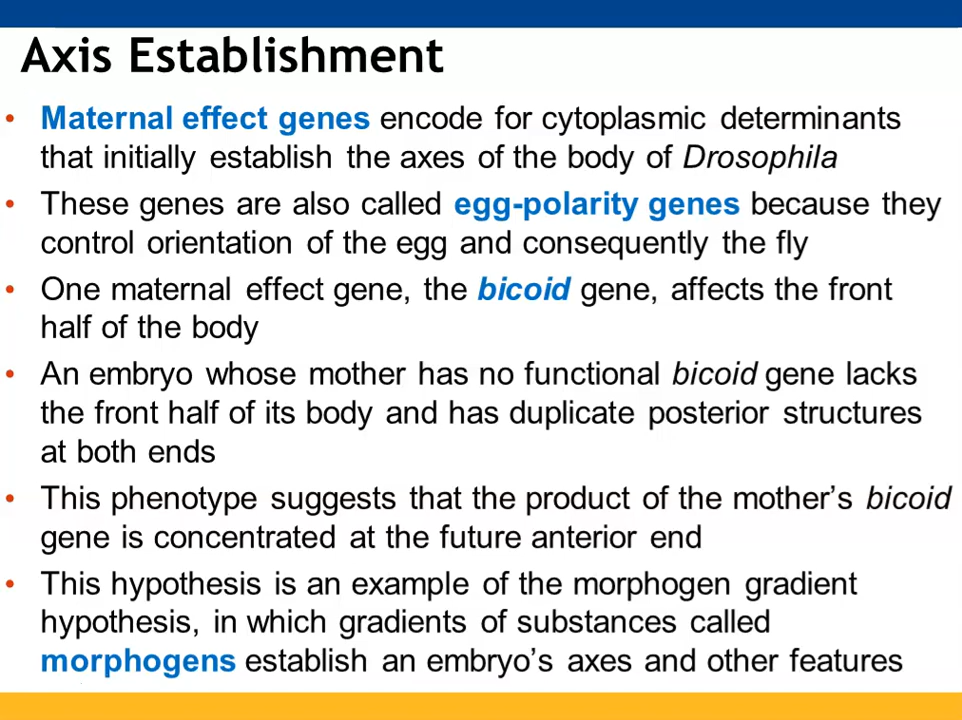 Axis Establishment
• Maternal effect genes encode for cytoplasmic determinants
that initially establish the axes of the body of Drosophila
• These genes are also called egg-polarity genes because they
control orientation of the egg and consequently the fly
• One maternal effect gene, the bicoid gene, affects the front
half of the body
• An embryo whose mother has no functional bicoid gene lacks
the front half of its body and has duplicate posterior structures
at both ends
• This phenotype suggests that the product of the mother’s bicoid
gene is concentrated at the future anterior end
• This hypothesis is an example of the morphogen gradient
hypothesis, in which gradients of substances called
morphogens establish an embryo’s axes and other features